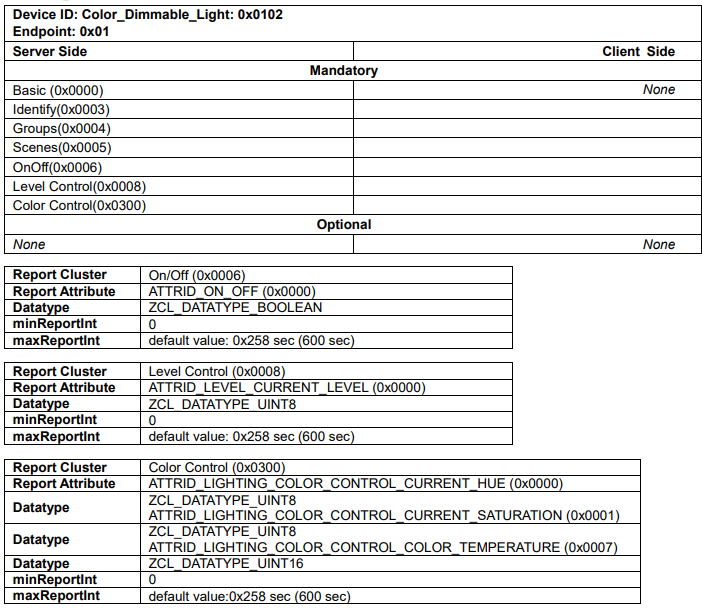 Device ID: Color_Dimmable_Light: 0x0102
Endpoint: 0x01
Server Side Client Side
Mandatory
Basic (0x0000) None
Identify(0x0003)
Groups(0x0004)
Scenes(0x0005)
OnOff(0x0006)
Level Control(0x0008)
Color Control(0x0300)
Optional
None None
Report Cluster On/Off (0x0006)
Report Attribute ATTRID_ON_OFF (0x0000)
Datatype ZCL_DATATYPE_BOOLEAN
minReportInt 0
maxReportInt default value: 0x258 sec (600 sec)
Report Cluster Level Control (0x0008)
Report Attribute ATTRID_LEVEL_CURRENT_LEVEL (0x0000)
Datatype ZCL_DATATYPE_UINT8
minReportInt 0
maxReportInt default value: 0x258 sec (600 sec)
Report Cluster Color Control (0x0300)
Report Attribute ATTRID_LIGHTING_COLOR_CONTROL_CURRENT_HUE (0x0000)
Datatype ZCL_DATATYPE_UINT8
ATTRID_LIGHTING_COLOR_CONTROL_CURRENT_SATURATION (0x0001)
Datatype ZCL_DATATYPE_UINT8
ATTRID_LIGHTING_COLOR_CONTROL_COLOR_TEMPERATURE (0x0007)
Datatype ZCL_DATATYPE_UINT16
minReportInt 0
maxReportInt default value:0x258 sec (600 sec)